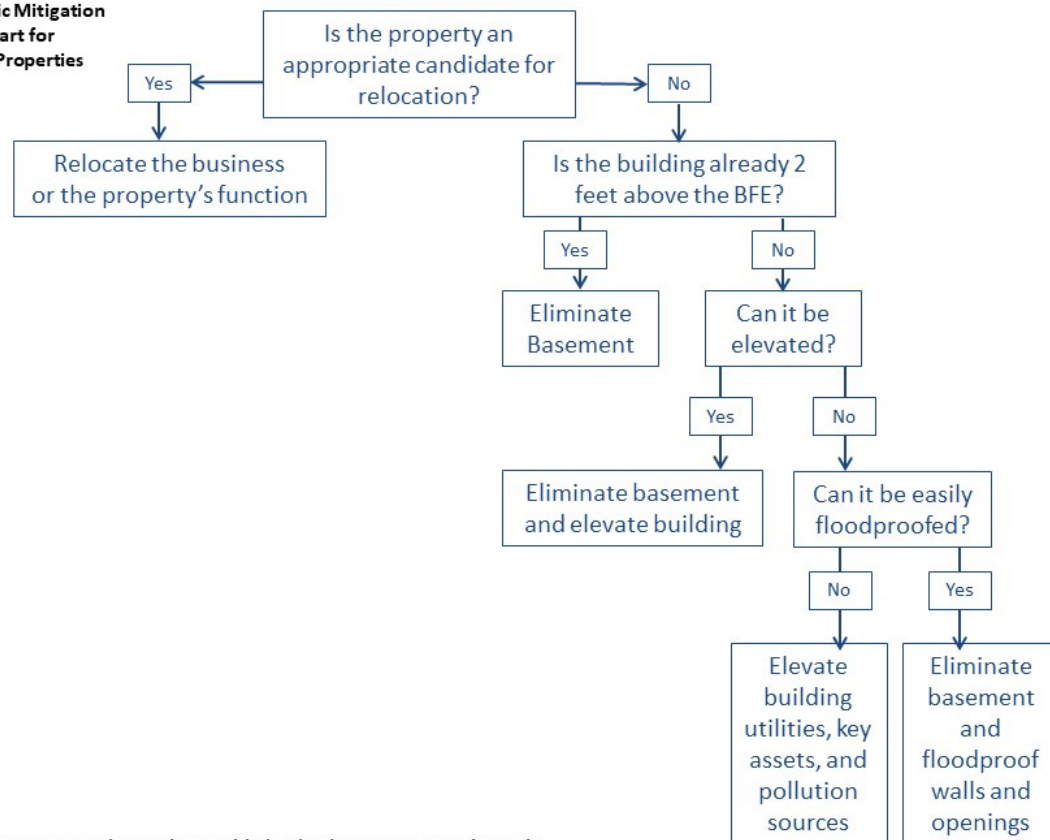 ic Mitigation
art for
Properties
Is the property an
appropriate candidate for
relocation?
Yes
No
Relocate the business
or the property's function
Is the building already 2
feet above the BFE?
Yes
No
Eliminate
Basement
Can it be
elevated?
Yes
No
Eliminate basement
and elevate building
Can it be easily
floodproofed?
No
Yes
Elevate
building
utilities, key
assets, and
pollution
sources
Eliminate
basement
and
floodproof
walls and
openings